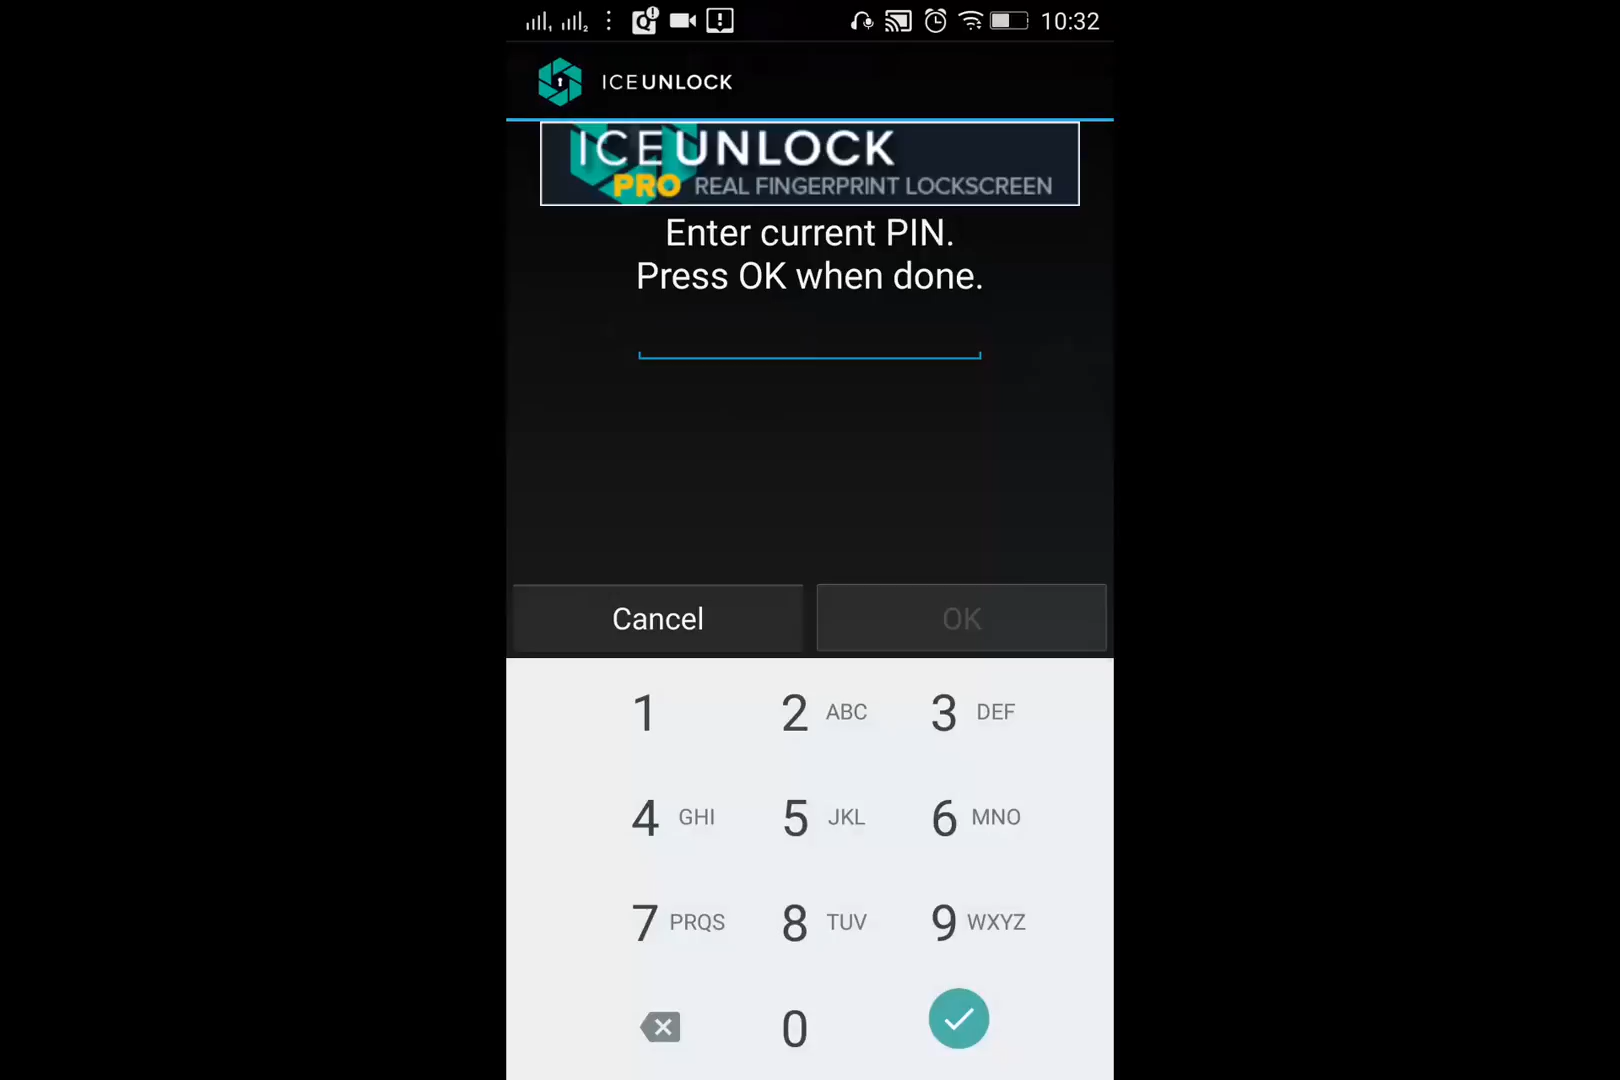 10:32
ICEUNLOCK
ICEUNLOCK
PRO REAL FINGERPRINT LOCKSCREEN
Enter current PIN.
Press OK when done.
Cancel OK
1 2 ABC 3 DEF
4 GHI 5 JKL 6 MNO
7 PRQS 8 TUV 9 WXYZ
0